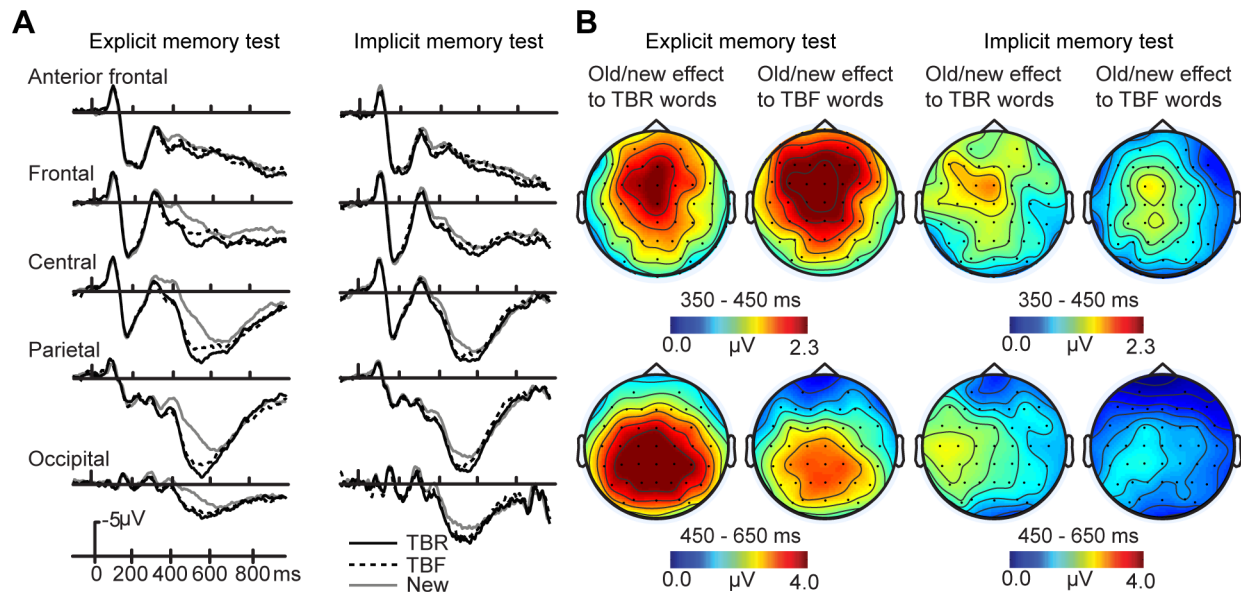 A
Explicit memory test
Implicit memory test
Anterior frontal
Frontal
Central
Parietal
Occipital
-5µV
0 200 400 600 800 ms
TBR
TBF
New
B
Explicit memory test
Implicit memory test
Old/new effect
to TBR words
Old/new effect
to TBF words
Old/new effect
to TBR words
Old/new effect
to TBF words
350 - 450 ms
0.0 µV 2.3
350 - 450 ms
0.0 µV 2.3
450 - 650 ms
0.0 µV 4.0
450 - 650 ms
0.0 µV 4.0